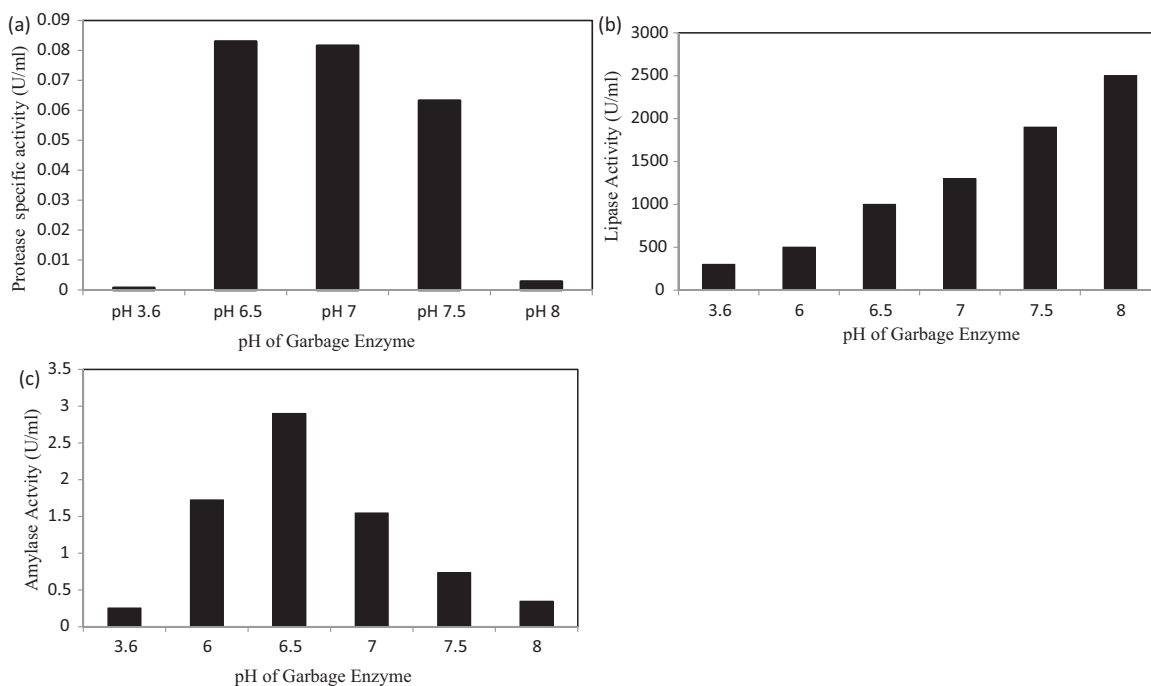 (a)
Protease specific activity (U/ml)
0.09
0.08
0.07
0.06
0.05
0.04
0.03
0.02
0.01
0
pH 3.6 pH 6.5 pH 7 pH 7.5 pH 8
pH of Garbage Enzyme
(b)
Lipase Activity (U/ml)
3000
2500
2000
1500
1000
500
0
3.6 6 6.5 7 7.5 8
pH of Garbage Enzyme
(c)
Amylase Actvity (U/ml)
3.5
3
2.5
2
1.5
1
0.5
0
3.6 6 6.5 7 7.5 8
pH of Garbage Enzyme